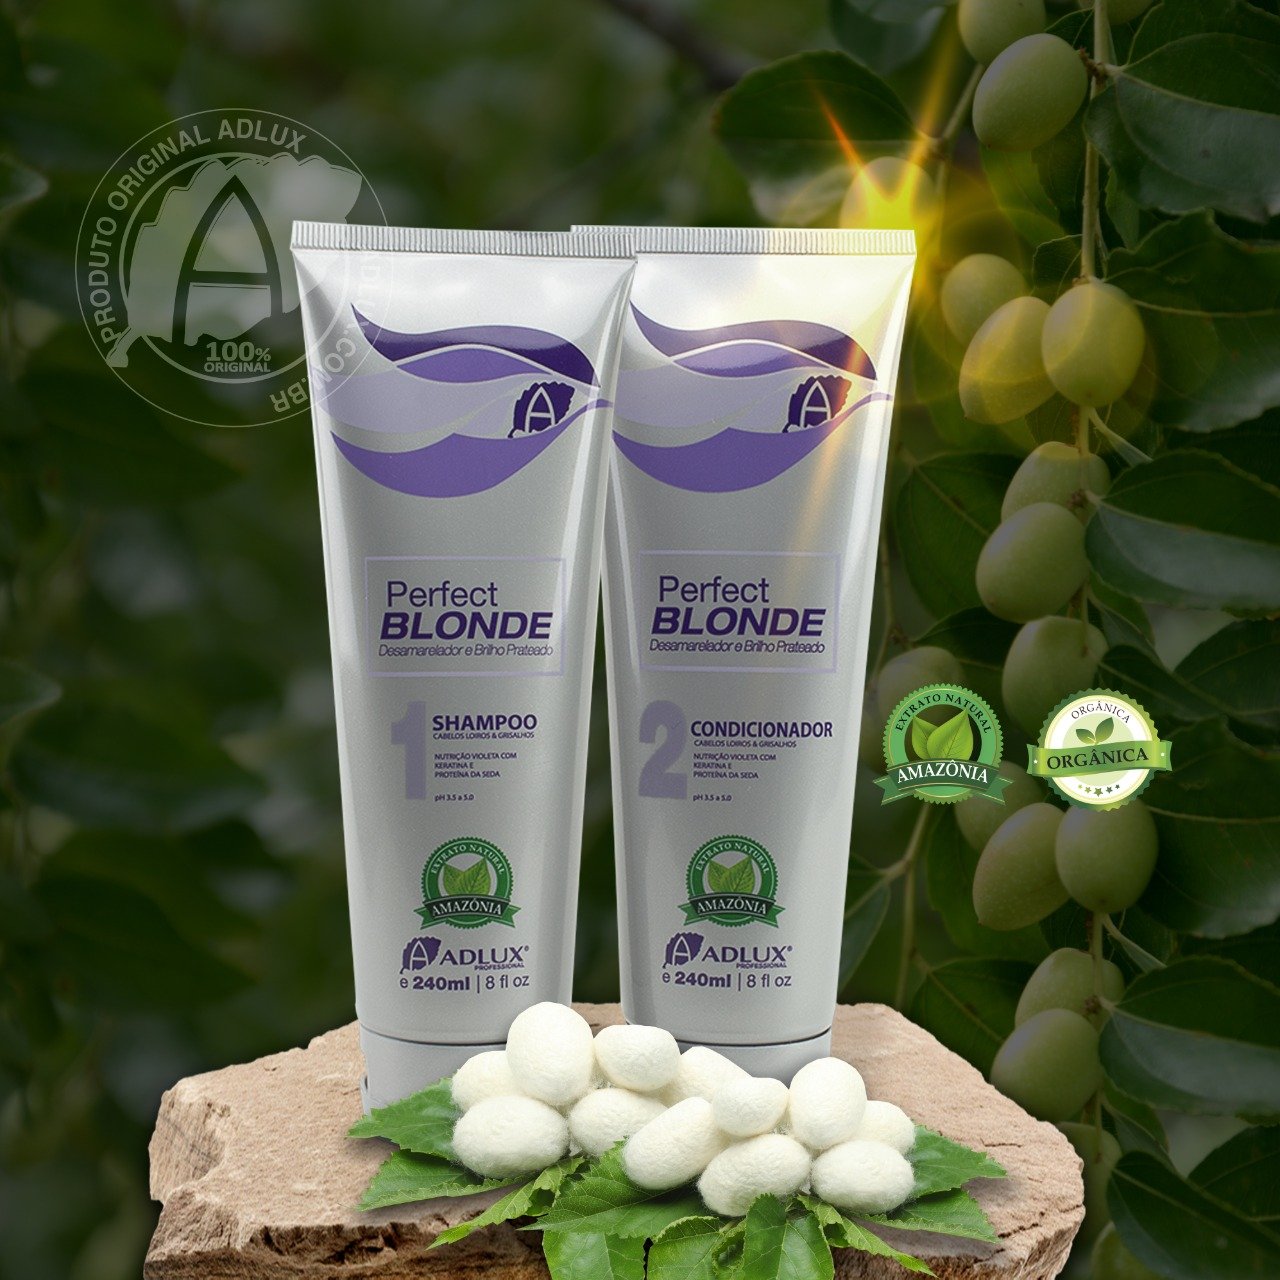 PRODUTO ORIGINAL ADLUX
100%
ORIGINAL
Perfect
BLONDE
Desamarelador e Brilho Prateado
1
SHAMPOO
CABELOS LOIROS & GRISALHOS
NUTRIÇÃO VIOLETA COM
KERATINA E
PROTEÍNA DA SEDA
pH 3.5 a 5.0
EXTRATO NATURAL
AMAZÔNIA
ADLUX®
PROFESSIONAL
e 240ml | 8 fl oz
Perfect
BLONDE
Desamarelador e Brilho Prateado
2
CONDICIONADOR
CABELOS LOIROS & GRISALHOS
NUTRIÇÃO VIOLETA COM
KERATINA E
PROTEÍNA DA SEDA
pH 3.5 a 5.0
EXTRATO NATURAL
AMAZÔNIA
ADLUX®
PROFESSIONAL
e 240ml | 8 fl oz
EXTRATO NATURAL
AMAZÔNIA
ORGÂNICA
ORGÂNICA